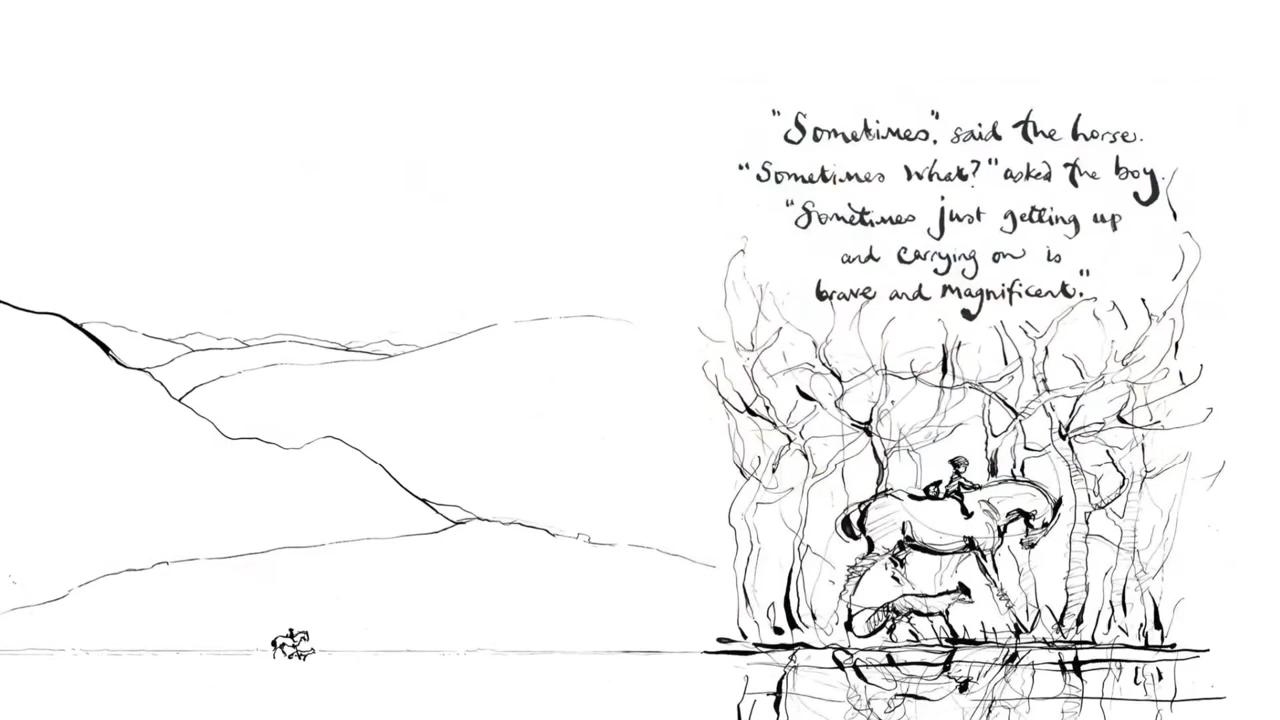 "Sometimes," said the horse.
"Sometimes what?" asked the boy.
"Sometimes just getting up
and carrying on is
brave and magnificent."